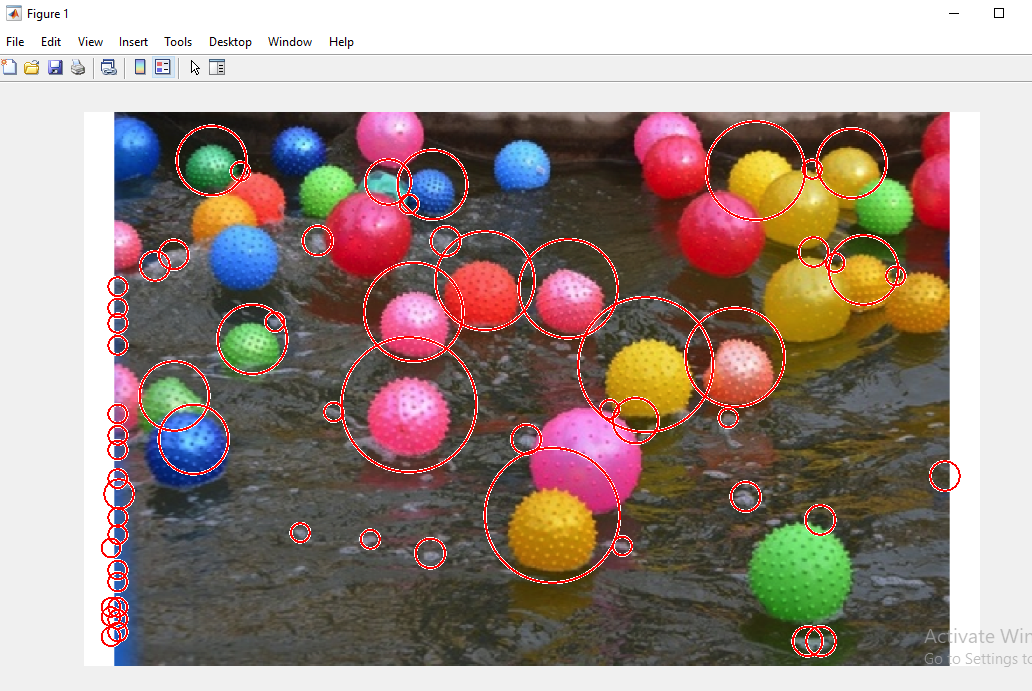 Figure 1
File Edit View Insert Tools Desktop Window Help
Activate Win
Go to Settings to